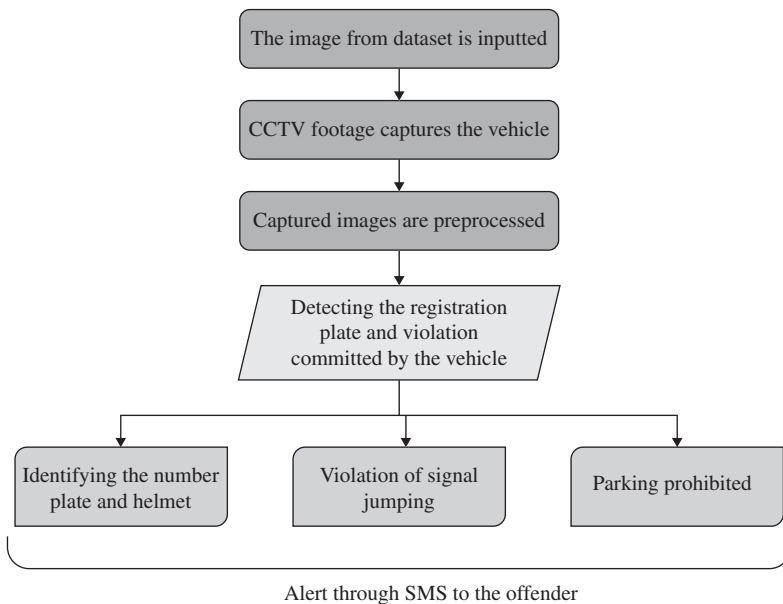 The image from dataset is inputted
CCTV footage captures the vehicle
Captured images are preprocessed
Detecting the registration
plate and violation
committed by the vehicle
Identifying the number
plate and helmet
Violation of signal
jumping
Parking prohibited
Alert through SMS to the offender